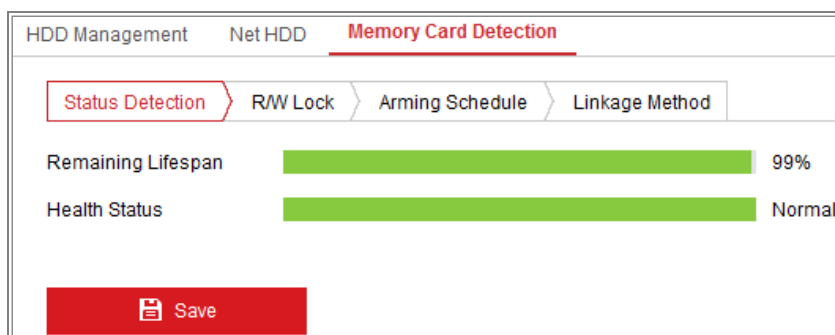 HDD Management Net HDD Memory Card Detection
Status Detection R/W Lock Arming Schedule Linkage Method
Remaining Lifespan 99%
Health Status Normal
Save